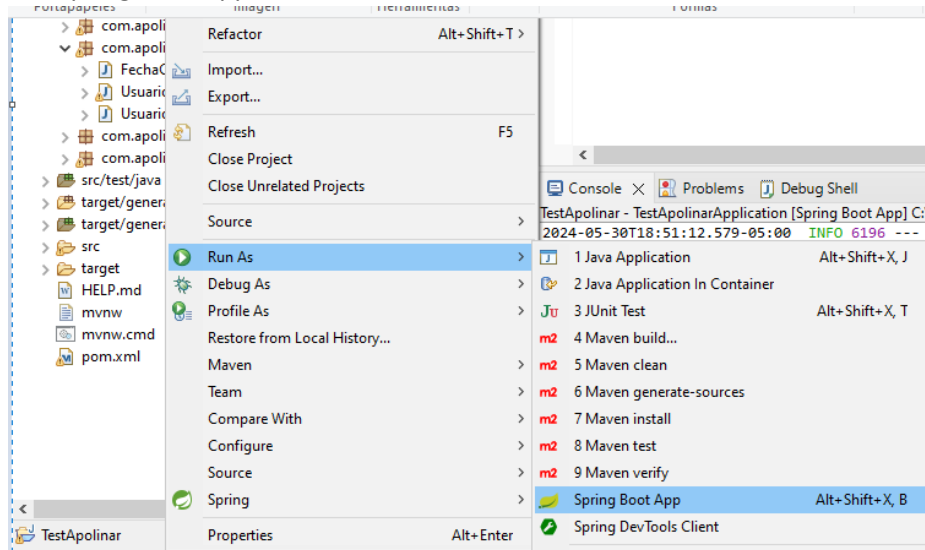 Portapapeles
Imagen
Herramientas
Formas
com.apoli
com.apoli
FechaC
Usuario
Usuario
com.apoli
com.apoli
src/test/java
target/gener
target/gener
src
target
HELP.md
mvnw
mvnw.cmd
pom.xml
TestApolinar
Refactor Alt+Shift+T >
Import...
Export...
Refresh F5
Close Project
Close Unrelated Projects
Source >
Run As >
Debug As >
Profile As >
Restore from Local History...
Maven >
Team >
Compare With >
Configure >
Source >
Spring >
Properties Alt+Enter
Console Problems Debug Shell
TestApolinar - TestApolinarApplication [Spring Boot App] C:
2024-05-30T18:51:12.579-05:00 INFO 6196 ---
1 Java Application Alt+Shift+X, J
2 Java Application In Container
3 JUnit Test Alt+Shift+X, T
4 Maven build...
5 Maven clean
6 Maven generate-sources
7 Maven install
8 Maven test
9 Maven verify
Spring Boot App Alt+Shift+X, B
Spring DevTools Client